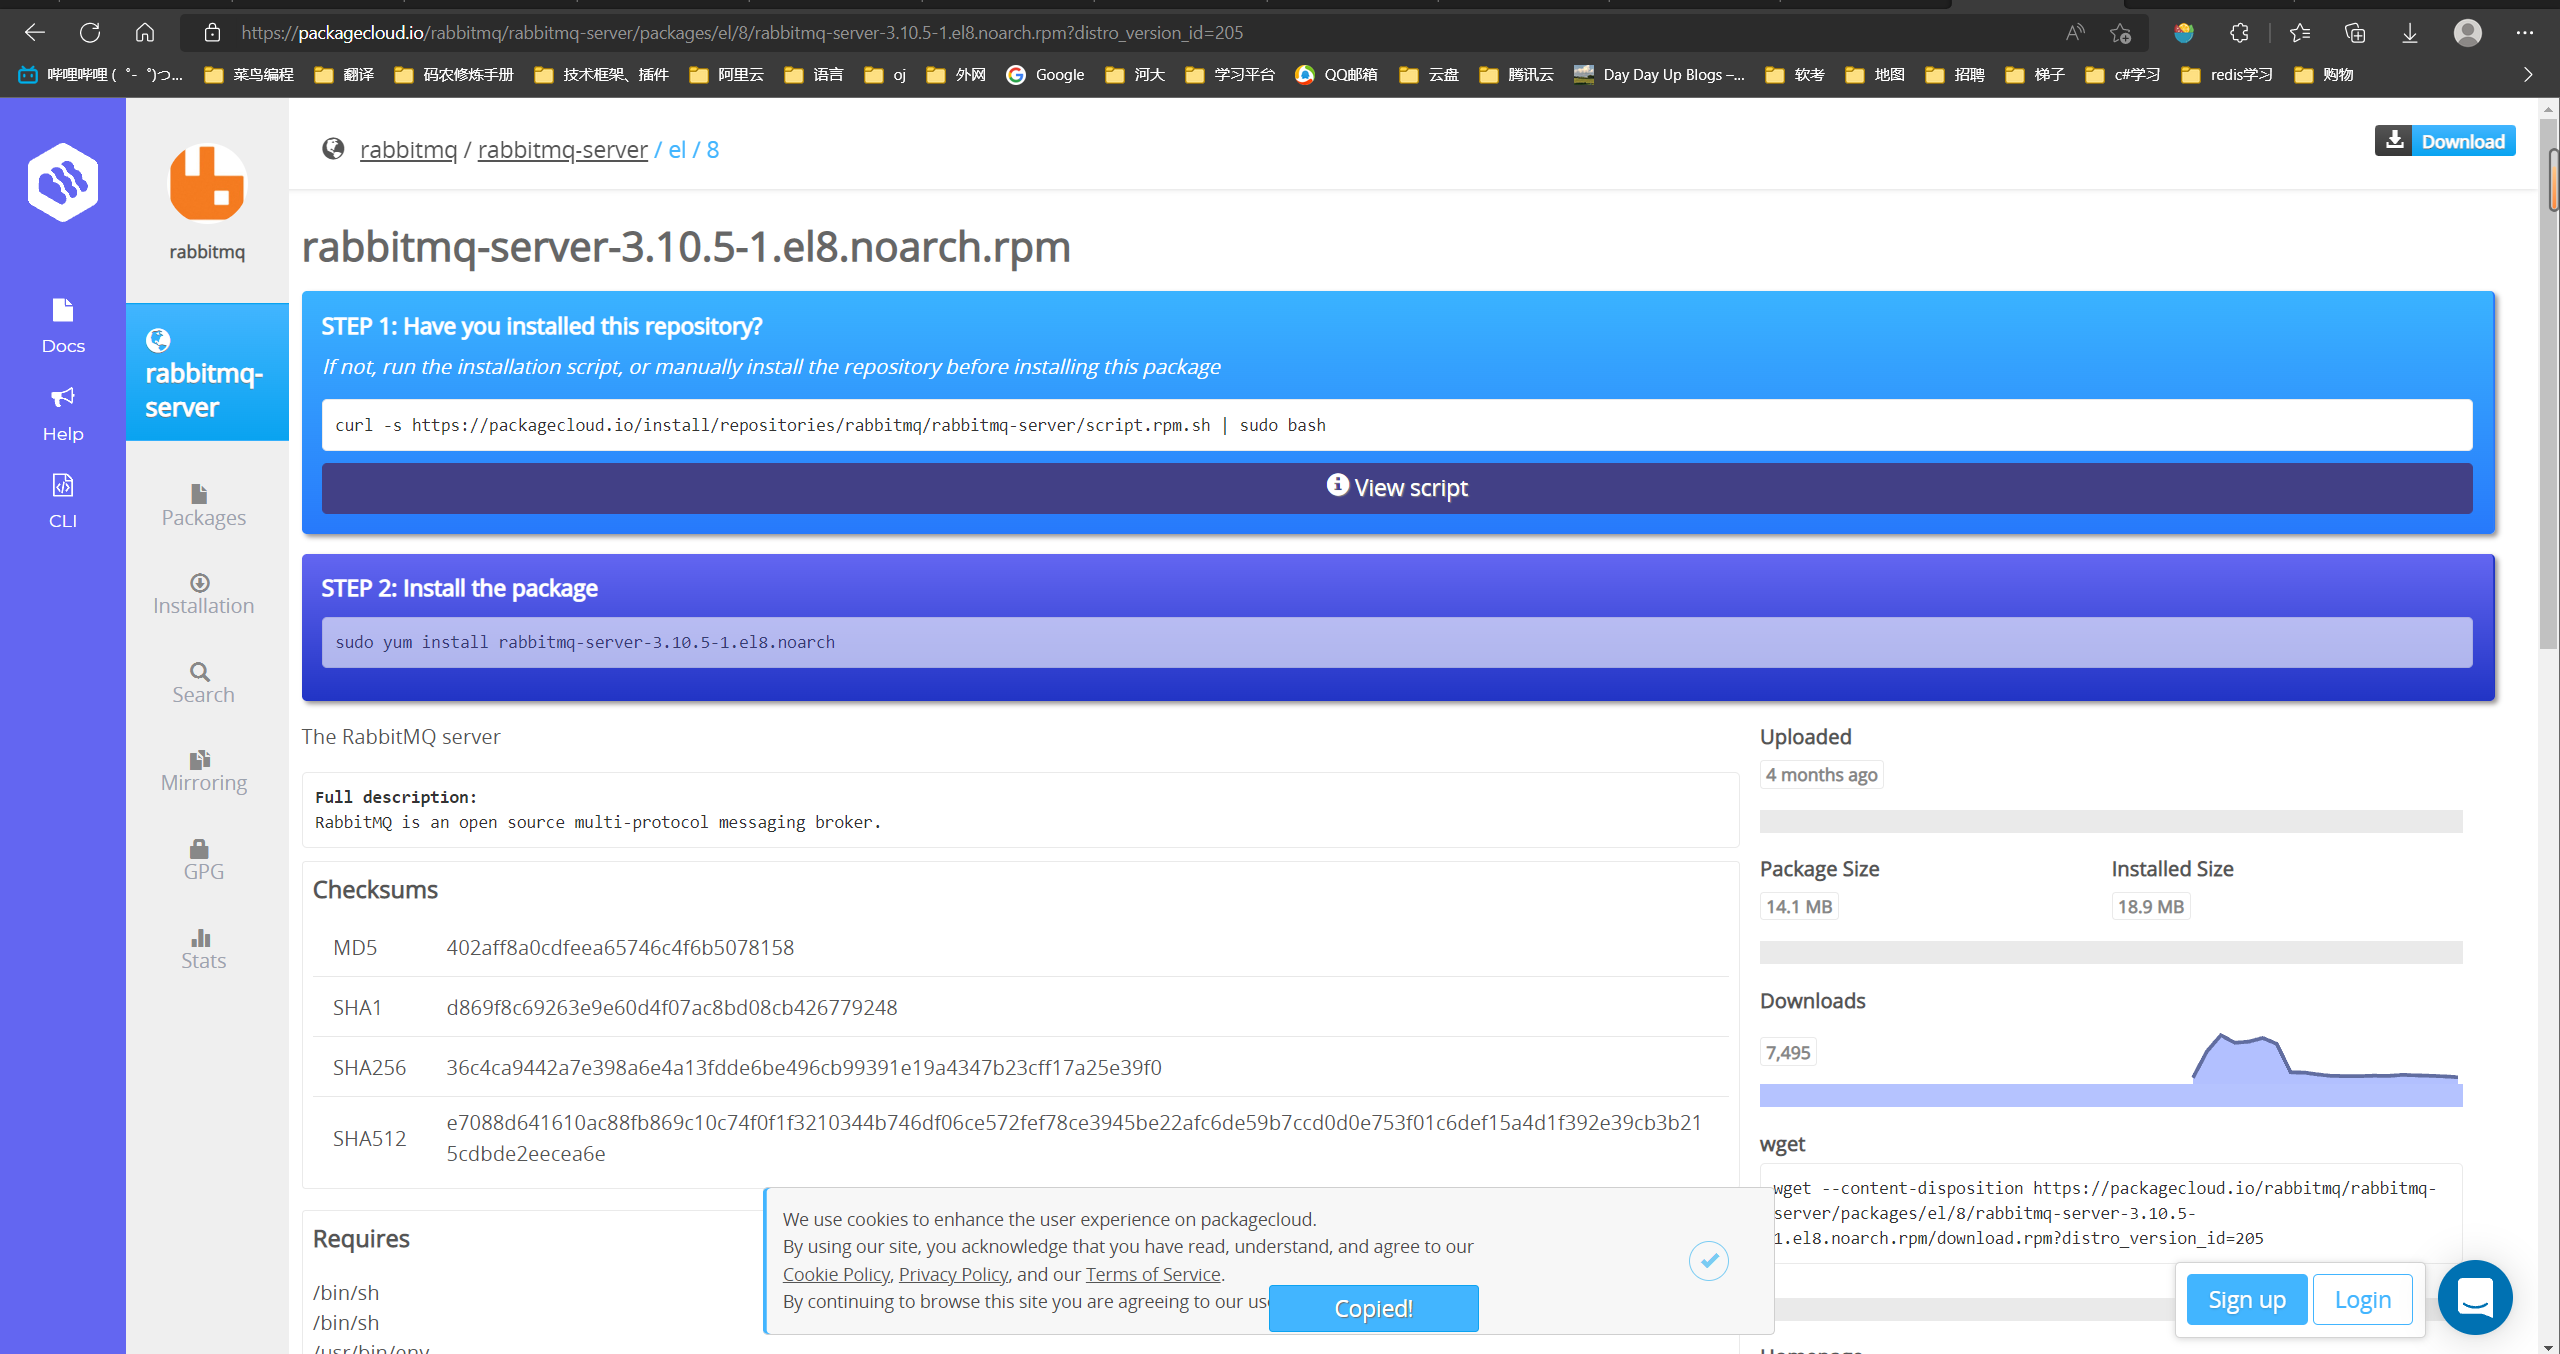 https://packagecloud.io/rabbitmq/rabbitmq-server/packages/el/8/rabbitmq-server-3.10.5-1.el8.noarch.rpm?distro_version_id=205
哔哩哔哩 (゜-゜)つ... 菜鸟编程 翻译 码农修炼手册 技术框架、插件 阿里云 语言 oj 外网 Google 河大 学习平台 QQ邮箱 云盘 腾讯云 Day Day Up Blogs –... 软考 地图 招聘 梯子 c#学习 redis学习 购物
rabbitmq / rabbitmq-server / el / 8
Download
rabbitmq
Docs
Help
CLI
rabbitmq-
server
Packages
Installation
Search
Mirroring
GPG
Stats
rabbitmq-server-3.10.5-1.el8.noarch.rpm
STEP 1: Have you installed this repository?
If not, run the installation script, or manually install the repository before installing this package
curl -s https://packagecloud.io/install/repositories/rabbitmq/rabbitmq-server/script.rpm.sh | sudo bash
View script
STEP 2: Install the package
sudo yum install rabbitmq-server-3.10.5-1.el8.noarch
The RabbitMQ server
Full description:
RabbitMQ is an open source multi-protocol messaging broker.
Checksums
MD5 402aff8a0cdfeea65746c4f6b5078158
SHA1 d869f8c69263e9e60d4f07ac8bd08cb426779248
SHA256 36c4ca9442a7e398a6e4a13fdde6be496cb99391e19a4347b23cff17a25e39f0
SHA512 e7088d641610ac88fb869c10c74f0f1f3210344b746df06ce572fef78ce3945be22afc6de59b7ccd0d0e753f01c6def15a4d1f392e39cb3b21
5cdbde2eecea6e
Requires
/bin/sh
/bin/sh
/usr/bin/env
Uploaded
4 months ago
Package Size Installed Size
14.1 MB 18.9 MB
Downloads
7,495
wget
wget --content-disposition https://packagecloud.io/rabbitmq/rabbitmq-
server/packages/el/8/rabbitmq-server-3.10.5-
1.el8.noarch.rpm/download.rpm?distro_version_id=205
We use cookies to enhance the user experience on packagecloud.
By using our site, you acknowledge that you have read, understand, and agree to our
Cookie Policy, Privacy Policy, and our Terms of Service.
By continuing to browse this site you are agreeing to our
Copied!
Sign up
Login